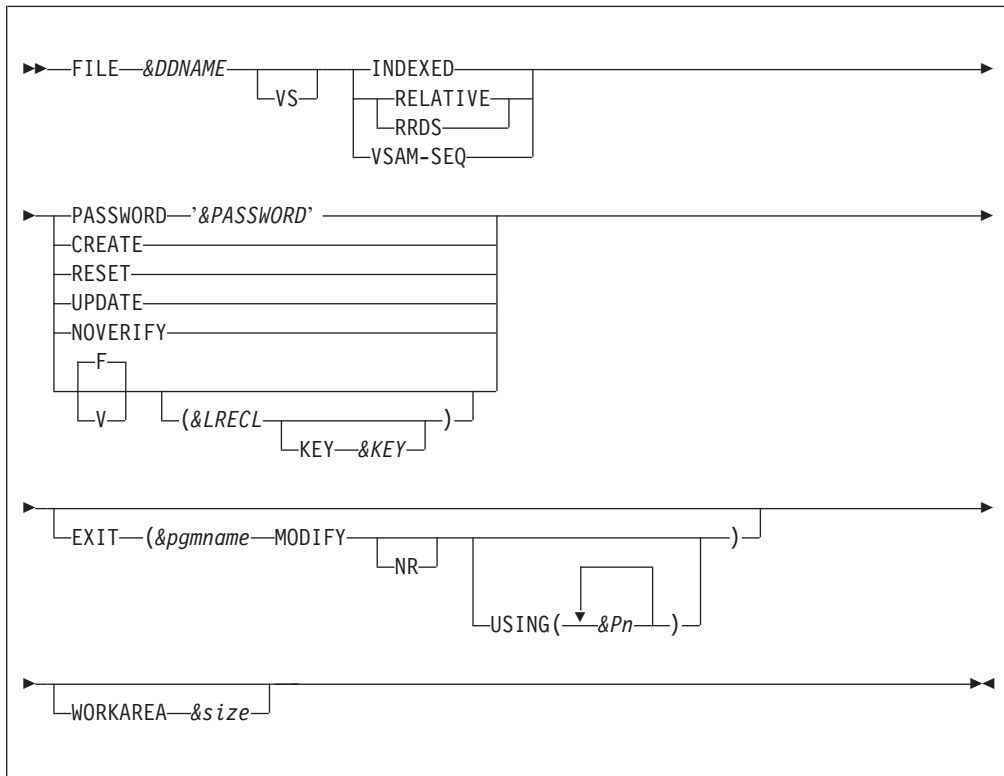 FILE &DDNAME VS INDEXED
RELATIVE
RRDS
VSAM-SEQ
PASSWORD ’&PASSWORD’
CREATE
RESET
UPDATE
NOVERIFY
F
V
(&LRECL KEY &KEY )
EXIT (&pgmname MODIFY NR USING( &Pn ) )
WORKAREA &size